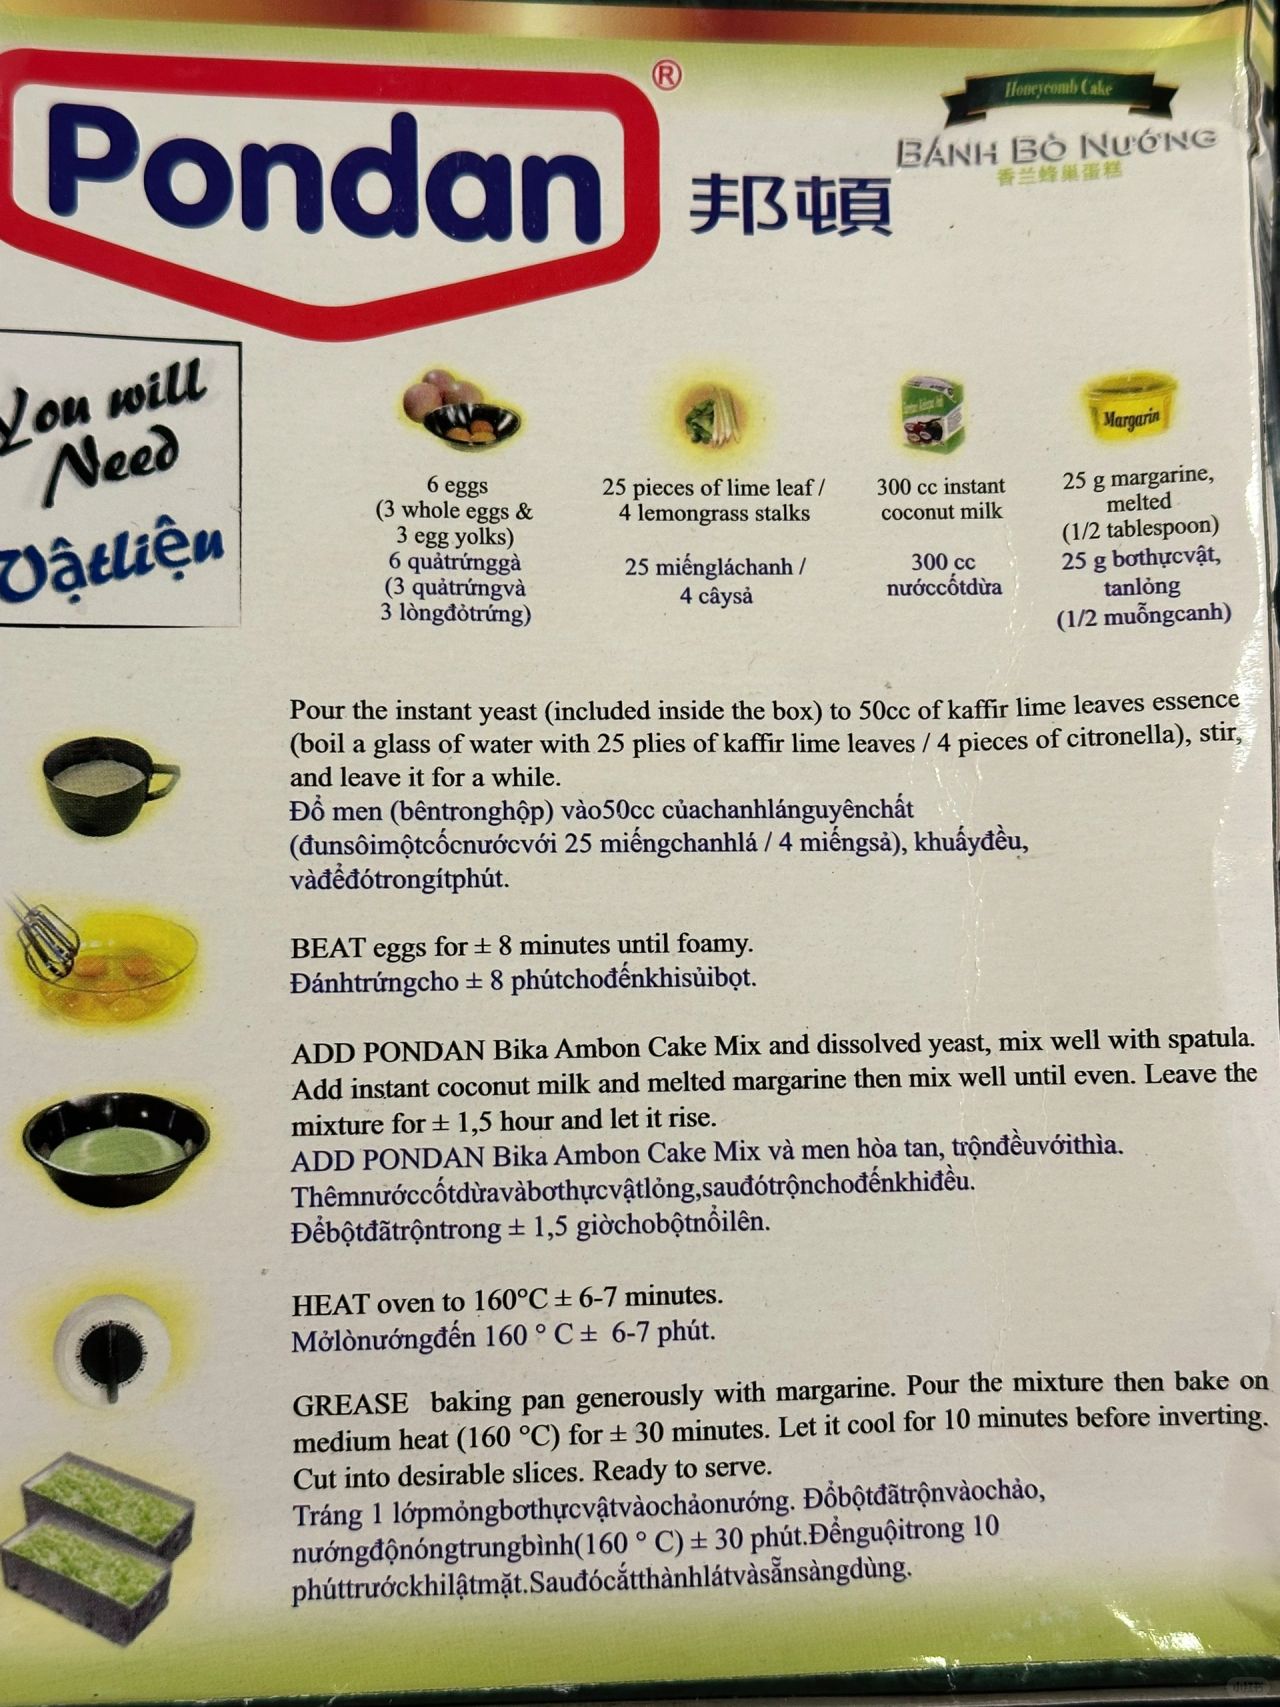 Pondan®
邦頓
Honeycomb Cake
BÁNH BÒ NƯỚNG
香兰蜂巢蛋糕
You will
Need
Vậtliệu
6 eggs
(3 whole eggs &
3 egg yolks)
6 quảtrứnggà
(3 quảtrứngvà
3 lòngđỏtrứng)
25 pieces of lime leaf /
4 lemongrass stalks
25 miếngláchanh /
4 câysả
300 cc instant
coconut milk
300 cc
nướccốtdừa
Margarin
25 g margarine,
melted
(1/2 tablespoon)
25 g bơthựcvật,
tanlỏng
(1/2 muỗngcanh)
Pour the instant yeast (included inside the box) to 50cc of kaffir lime leaves essence
(boil a glass of water with 25 plies of kaffir lime leaves / 4 pieces of citronella), stir,
and leave it for a while.
Đổ men (bêntronghộp) vào50cc củachanhlánguyênchất
(đunsôimộtcốcnướcvới 25 miếngchanhlá / 4 miếngsả), khuấyđều,
vàđểđótrongítphút.
BEAT eggs for ± 8 minutes until foamy.
Đánhtrứngcho ± 8 phútchođếnkhisủibọt.
ADD PONDAN Bika Ambon Cake Mix and dissolved yeast, mix well with spatula.
Add instant coconut milk and melted margarine then mix well until even. Leave the
mixture for ± 1,5 hour and let it rise.
ADD PONDAN Bika Ambon Cake Mix và men hòa tan, trộnđềuvớithìa.
Thêmnướccốtdừavàbơthựcvậtlỏng,sauđótrộnchođếnkhiđều.
Đểbộtđãtrộntrong ± 1,5 giờchobộtnổilên.
HEAT oven to 160°C ± 6-7 minutes.
Mởlònướngđến 160 ° C ± 6-7 phút.
GREASE baking pan generously with margarine. Pour the mixture then bake on
medium heat (160 °C) for ± 30 minutes. Let it cool for 10 minutes before inverting.
Cut into desirable slices. Ready to serve.
Tráng 1 lớpmỏngbơthựcvậtvàochảonướng. Đổbộtđãtrộnvàochảo,
nướngđộnóngtrungbình(160 ° C) ± 30 phút.Đểnguộitrong 10
phúttrướckhilậtmặt.Sauđócắtthànhlátvàsẵnsàngdùng.